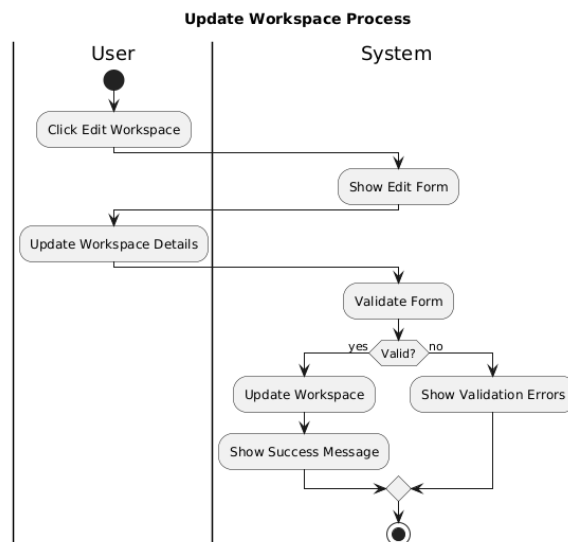 Update Workspace Process
User
System
Click Edit Workspace
Show Edit Form
Update Workspace Details
Validate Form
yes
Valid?
no
Update Workspace
Show Validation Errors
Show Success Message